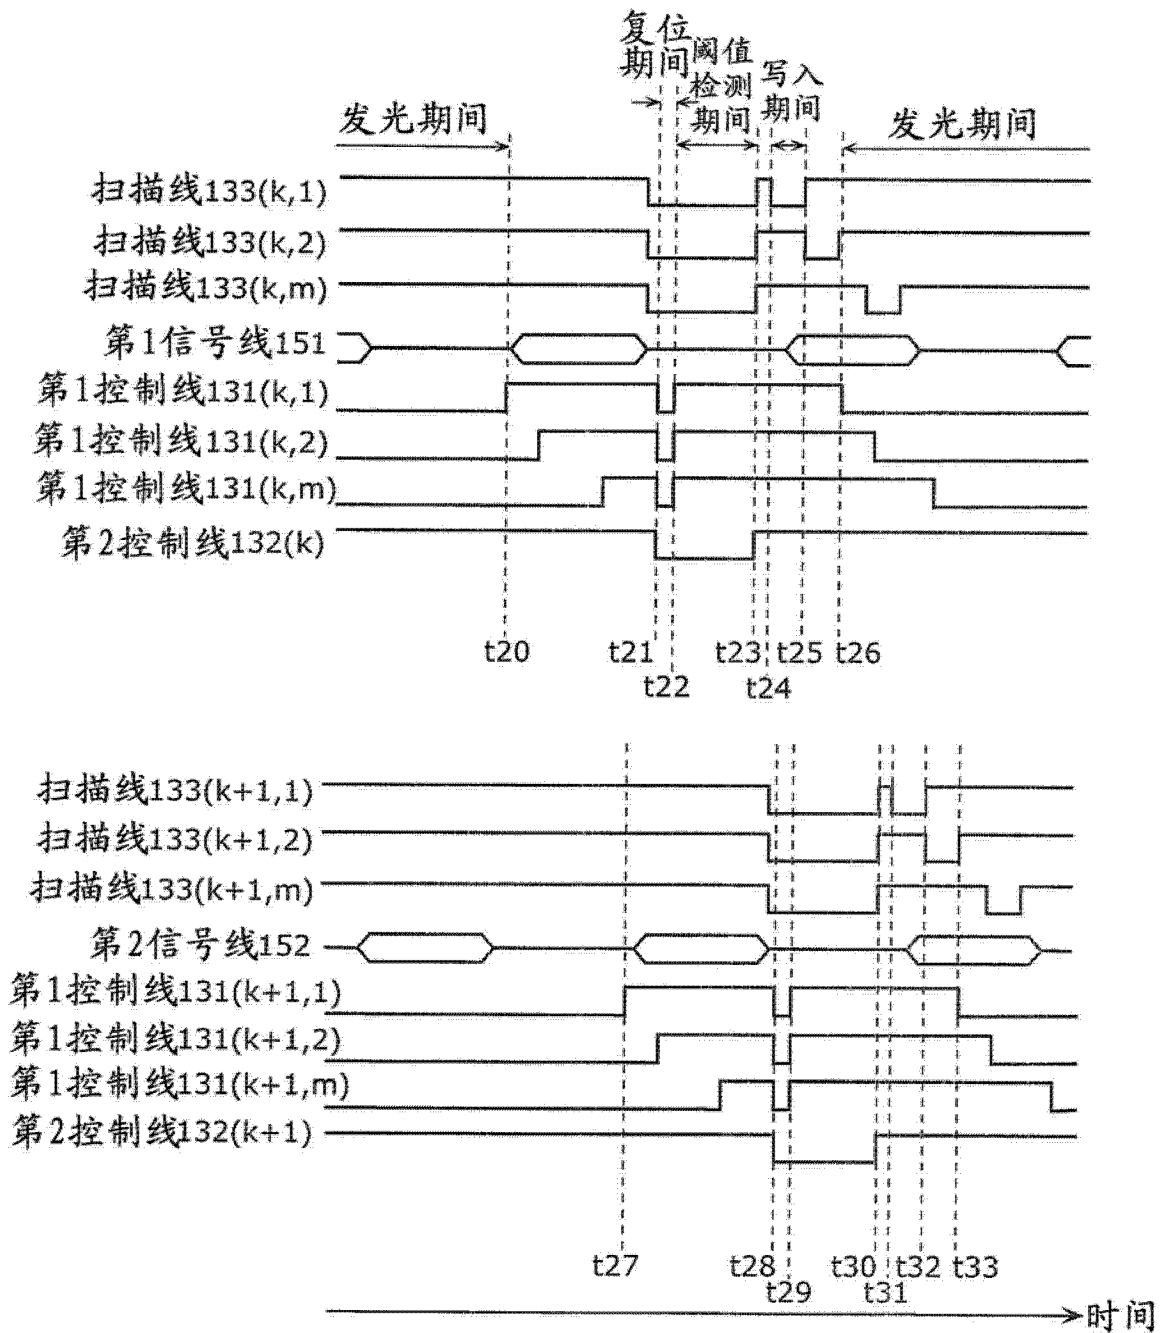 复位
期间
阈值
检测
期间
写入
期间
发光期间
发光期间
扫描线133(k,1)
扫描线133(k,2)
扫描线133(k,m)
第1信号线151
第1控制线131(k,1)
第1控制线131(k,2)
第1控制线131(k,m)
第2控制线132(k)
t20
t21
t22
t23
t24
t25
t26
扫描线133(k+1,1)
扫描线133(k+1,2)
扫描线133(k+1,m)
第2信号线152
第1控制线131(k+1,1)
第1控制线131(k+1,2)
第1控制线131(k+1,m)
第2控制线132(k+1)
t27
t28
t29
t30
t31
t32
t33
时间